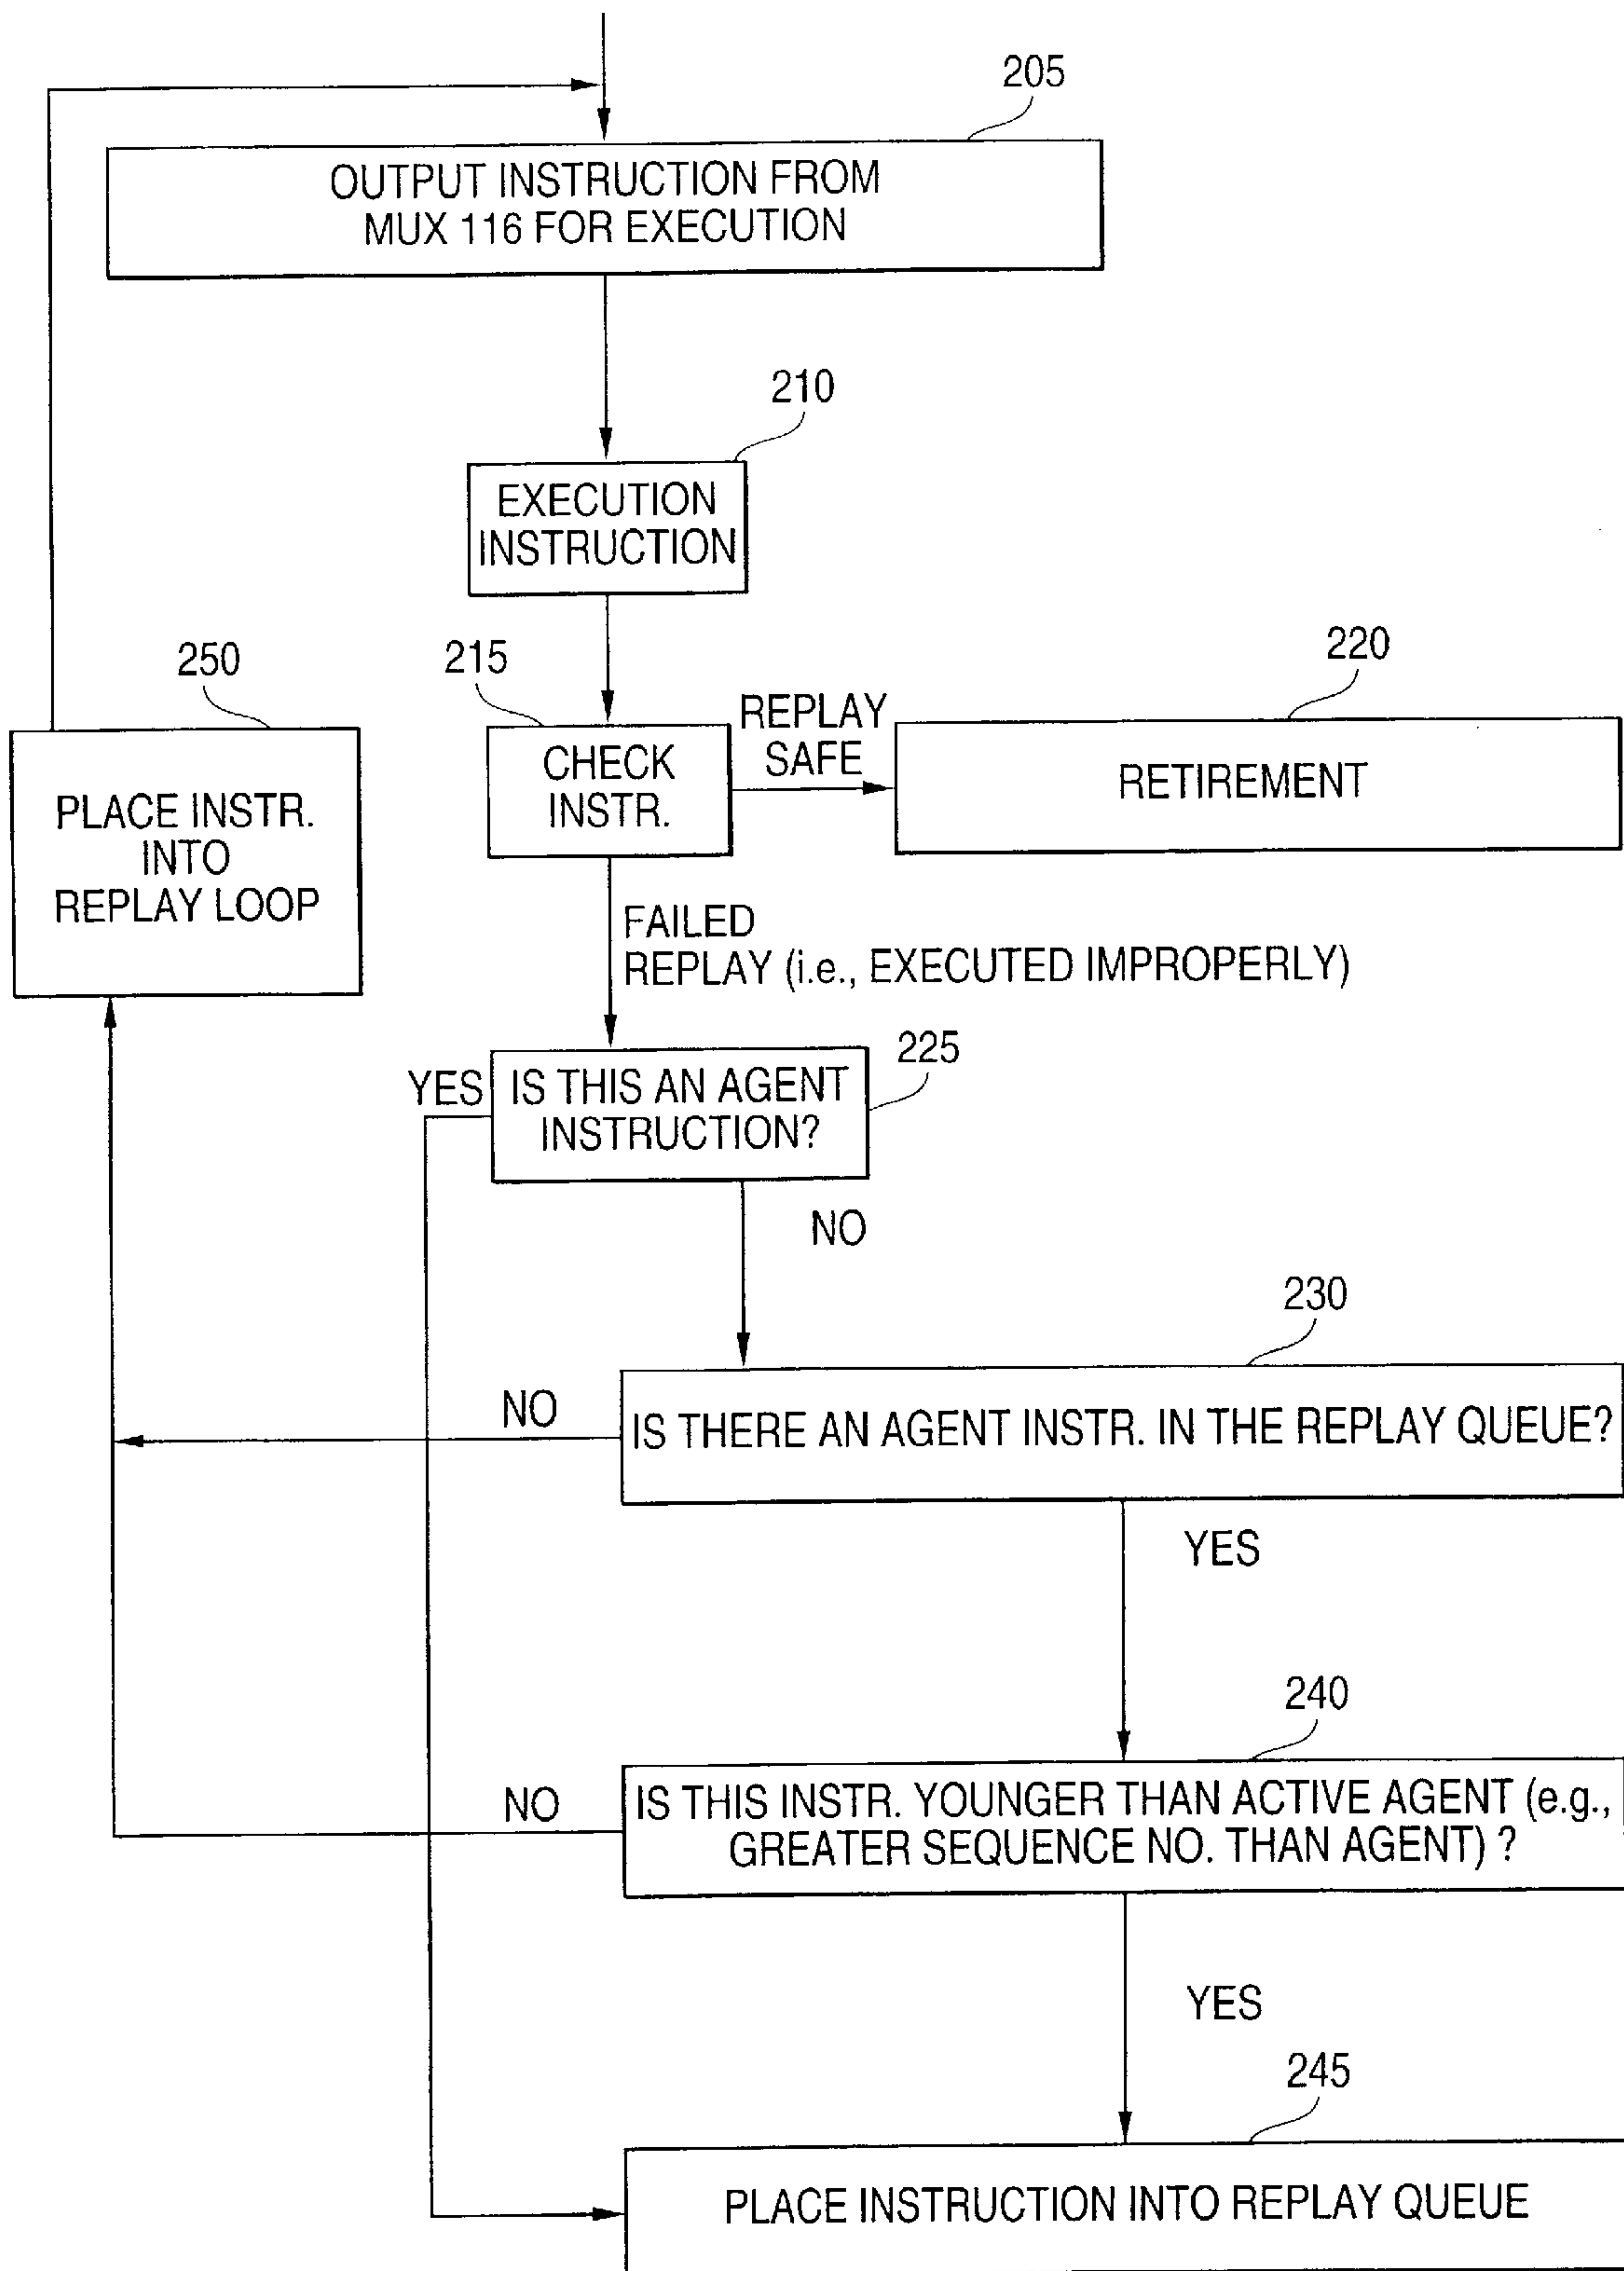 205
OUTPUT INSTRUCTION FROM
MUX 116 FOR EXECUTION
210
EXECUTION
INSTRUCTION
250
PLACE INSTR.
INTO
REPLAY LOOP
215
CHECK
INSTR.
REPLAY
SAFE
220
RETIREMENT
FAILED
REPLAY (i.e., EXECUTED IMPROPERLY)
225
YES
IS THIS AN AGENT
INSTRUCTION?
NO
230
NO
IS THERE AN AGENT INSTR. IN THE REPLAY QUEUE?
YES
240
NO
IS THIS INSTR. YOUNGER THAN ACTIVE AGENT (e.g.,
GREATER SEQUENCE NO. THAN AGENT) ?
YES
245
PLACE INSTRUCTION INTO REPLAY QUEUE